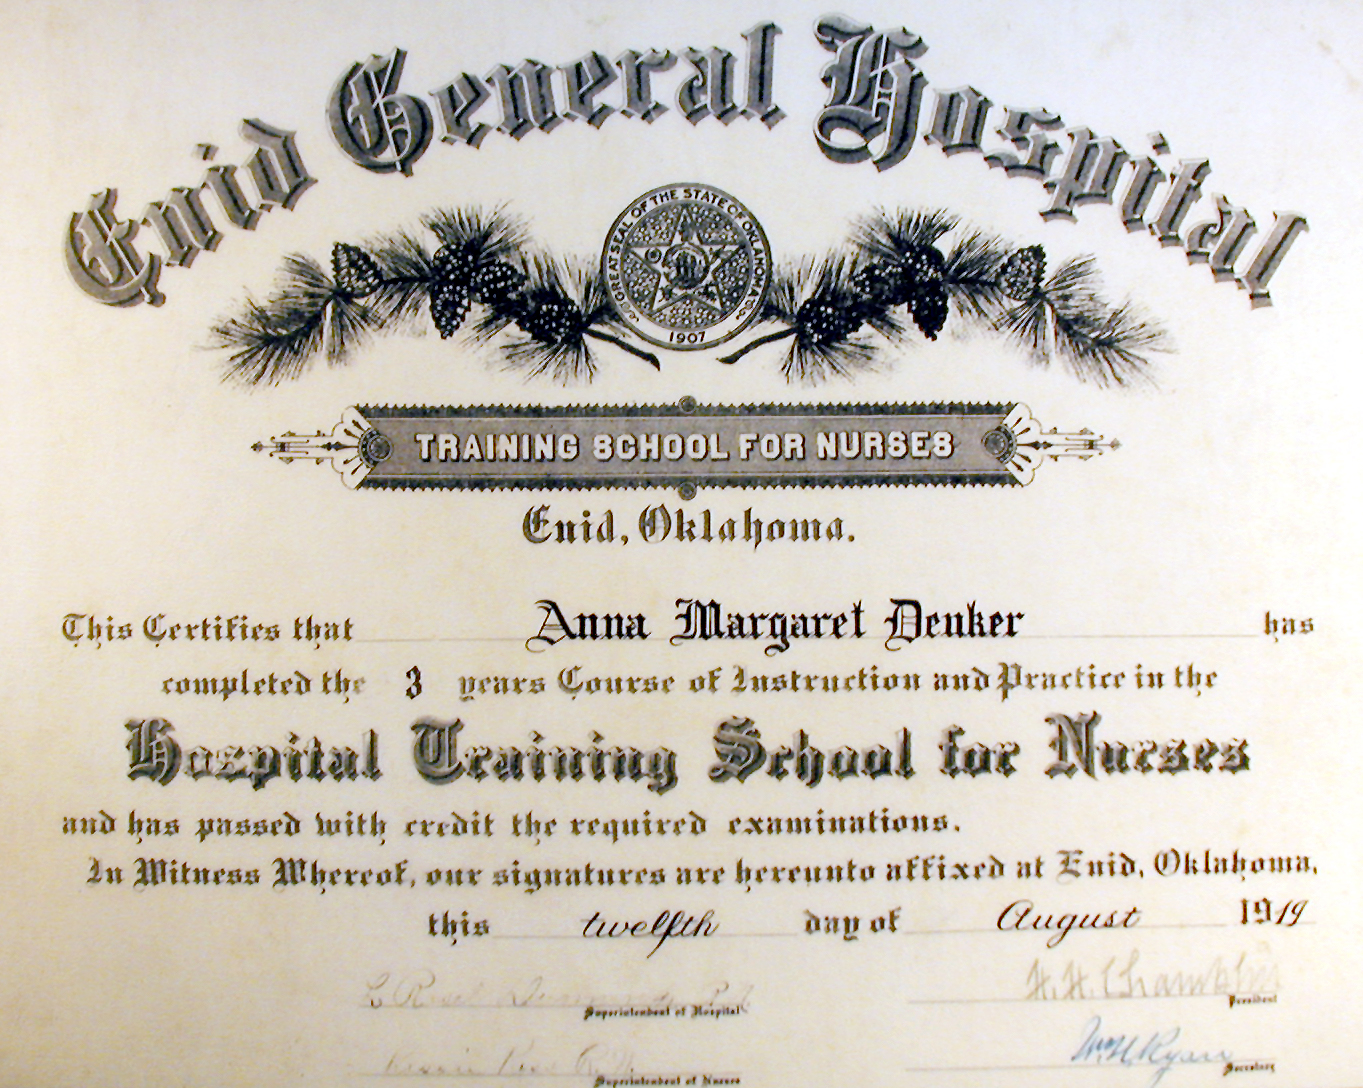 Enid General Hospital
GREAT SEAL OF THE STATE OF OKLAHOMA
1907
TRAINING SCHOOL FOR NURSES
Enid, Oklahoma.
This Certifies that Anna Margaret Denker has
completed the 3 years Course of Instruction and Practice in the
Hospital Training School for Nurses
and has passed with credit the required examinations.
In Witness Whereof, our signatures are hereunto affixed at Enid, Oklahoma,
this twelfth day of August 1919
H. H.
Superintendent of Hospital
President
R.N.
Wm H Ryan
Superintendent of Nurses
Secretary